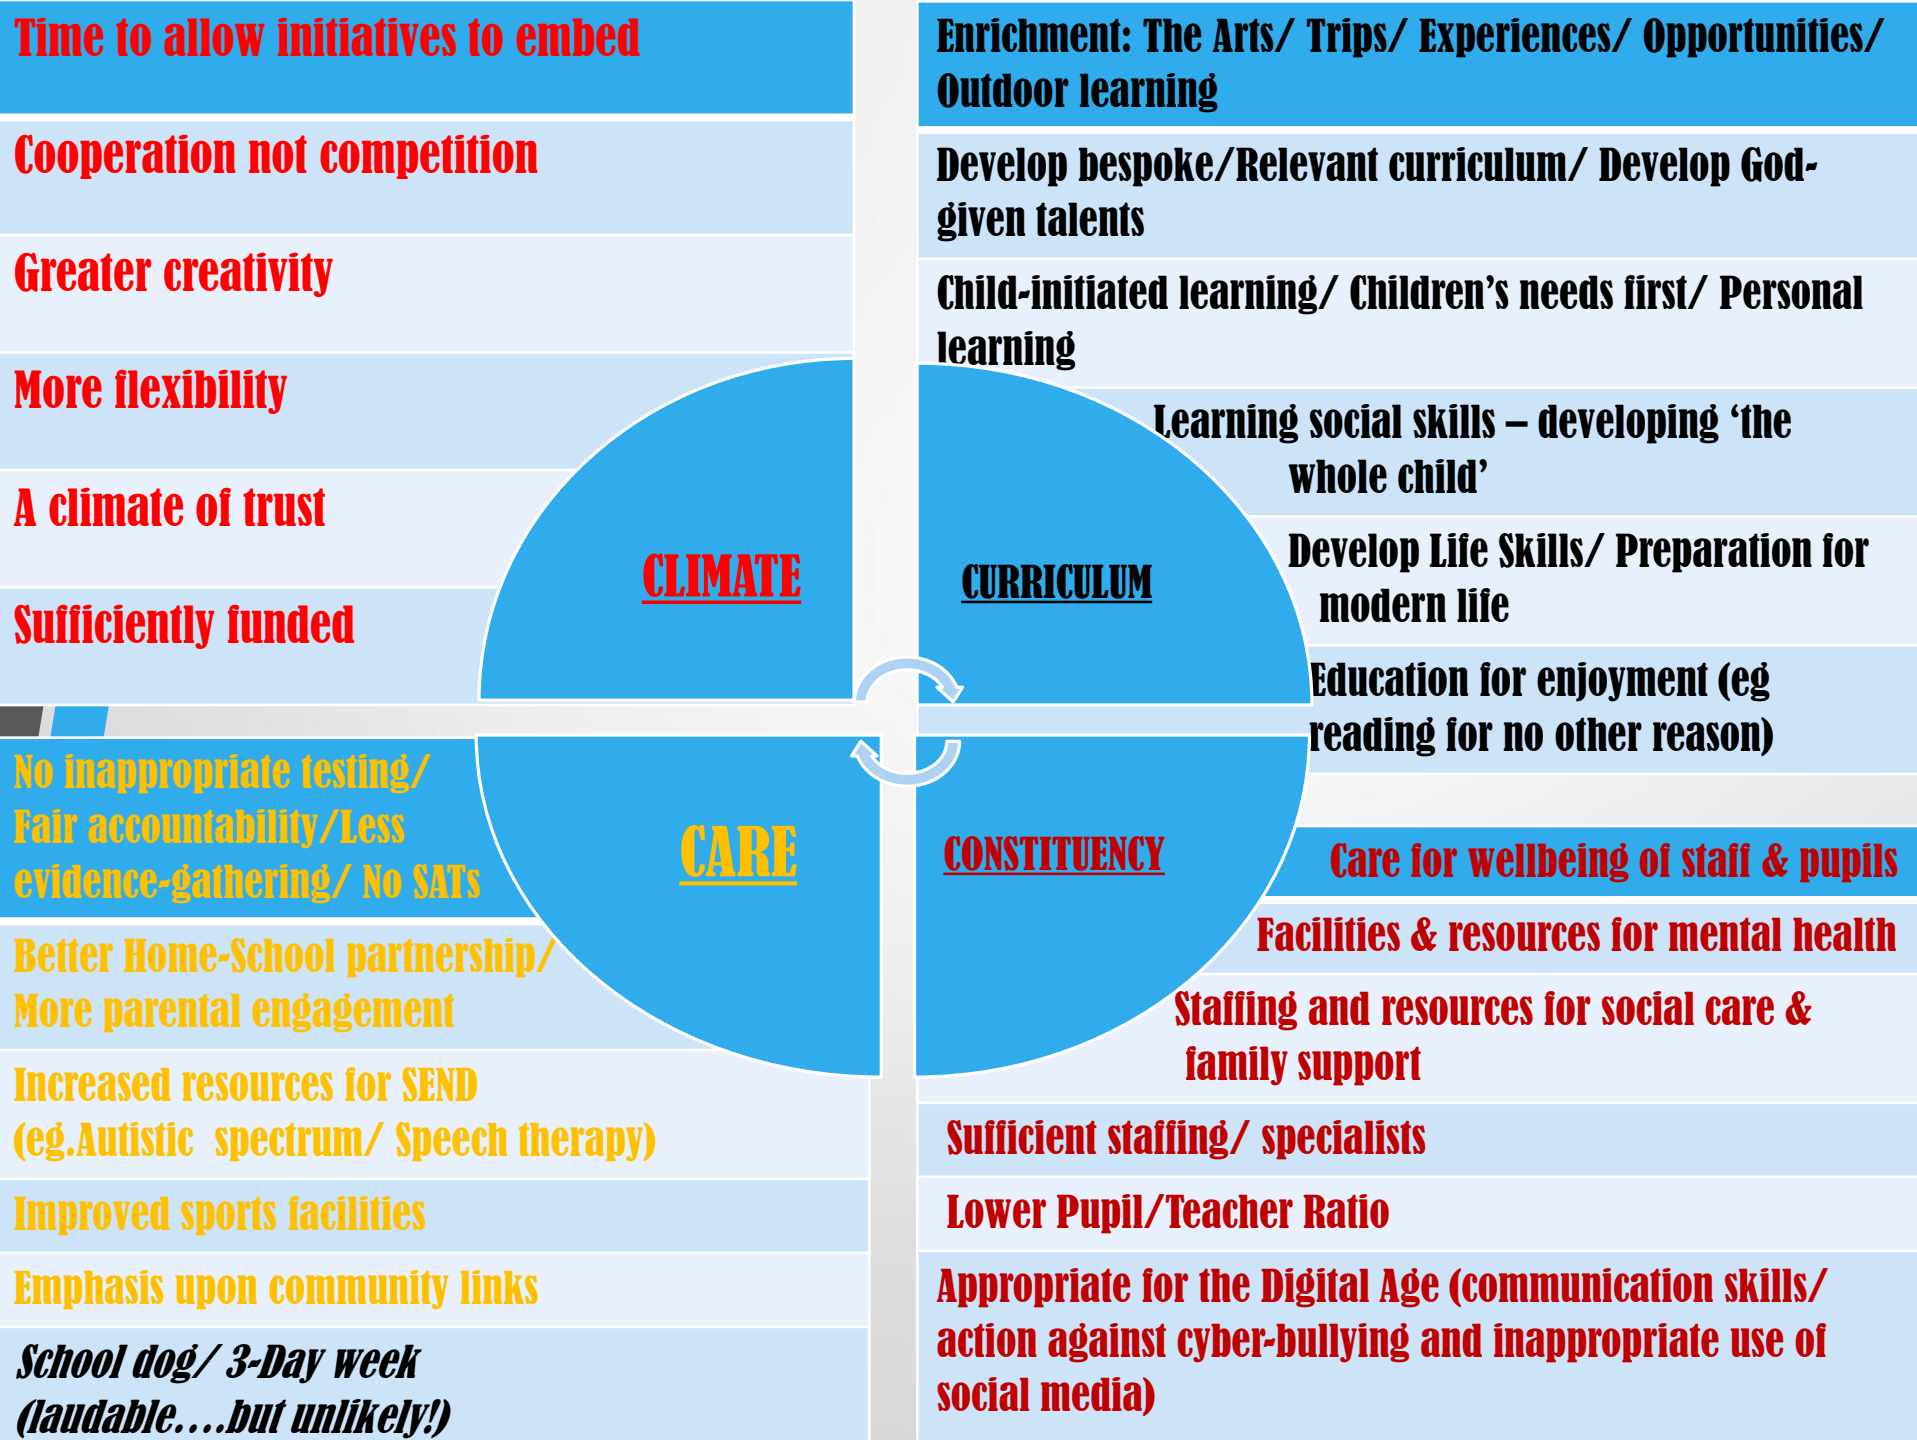 Time to allow initiatives to embed
Cooperation not competition
Greater creativity
More flexibility
A climate of trust
Sufficiently funded
CLIMATE
Enrichment: The Arts/ Trips/ Experiences/ Opportunities/
Outdoor learning
Develop bespoke/Relevant curriculum/ Develop God-
given talents
Child-initiated learning/ Children’s needs first/ Personal
learning
Learning social skills – developing ‘the
whole child’
Develop Life Skills/ Preparation for
modern life
Education for enjoyment (eg
reading for no other reason)
CURRICULUM
No inappropriate testing/
Fair accountability/Less
evidence-gathering/ No SATs
Better Home-School partnership/
More parental engagement
Increased resources for SEND
(eg.Autistic spectrum/ Speech therapy)
Improved sports facilities
Emphasis upon community links
School dog/ 3-Day week
(laudable....but unlikely!)
CARE
CONSTITUENCY
Care for wellbeing of staff & pupils
Facilities & resources for mental health
Staffing and resources for social care &
family support
Sufficient staffing/ specialists
Lower Pupil/Teacher Ratio
Appropriate for the Digital Age (communication skills/
action against cyber-bullying and inappropriate use of
social media)